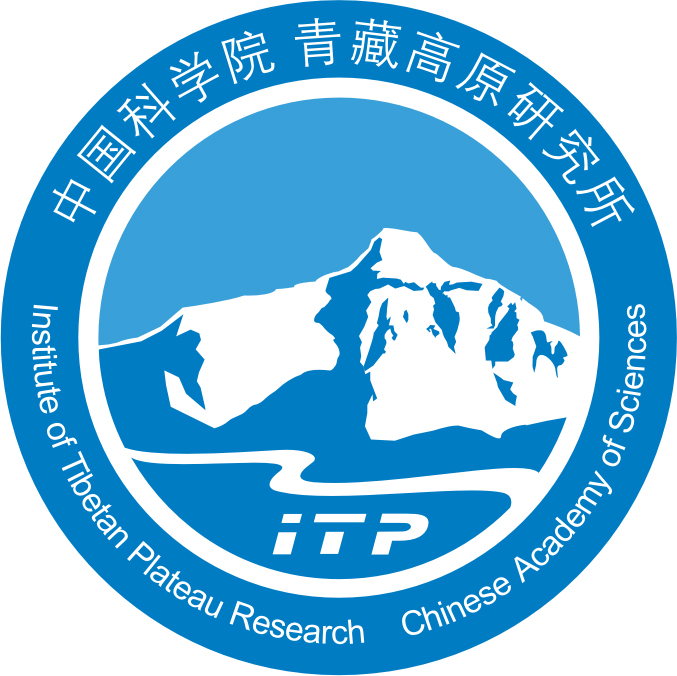 中国科学院 青藏高原研究所
Institute of Tibetan Plateau Research
Chinese Academy of Sciences
iTP